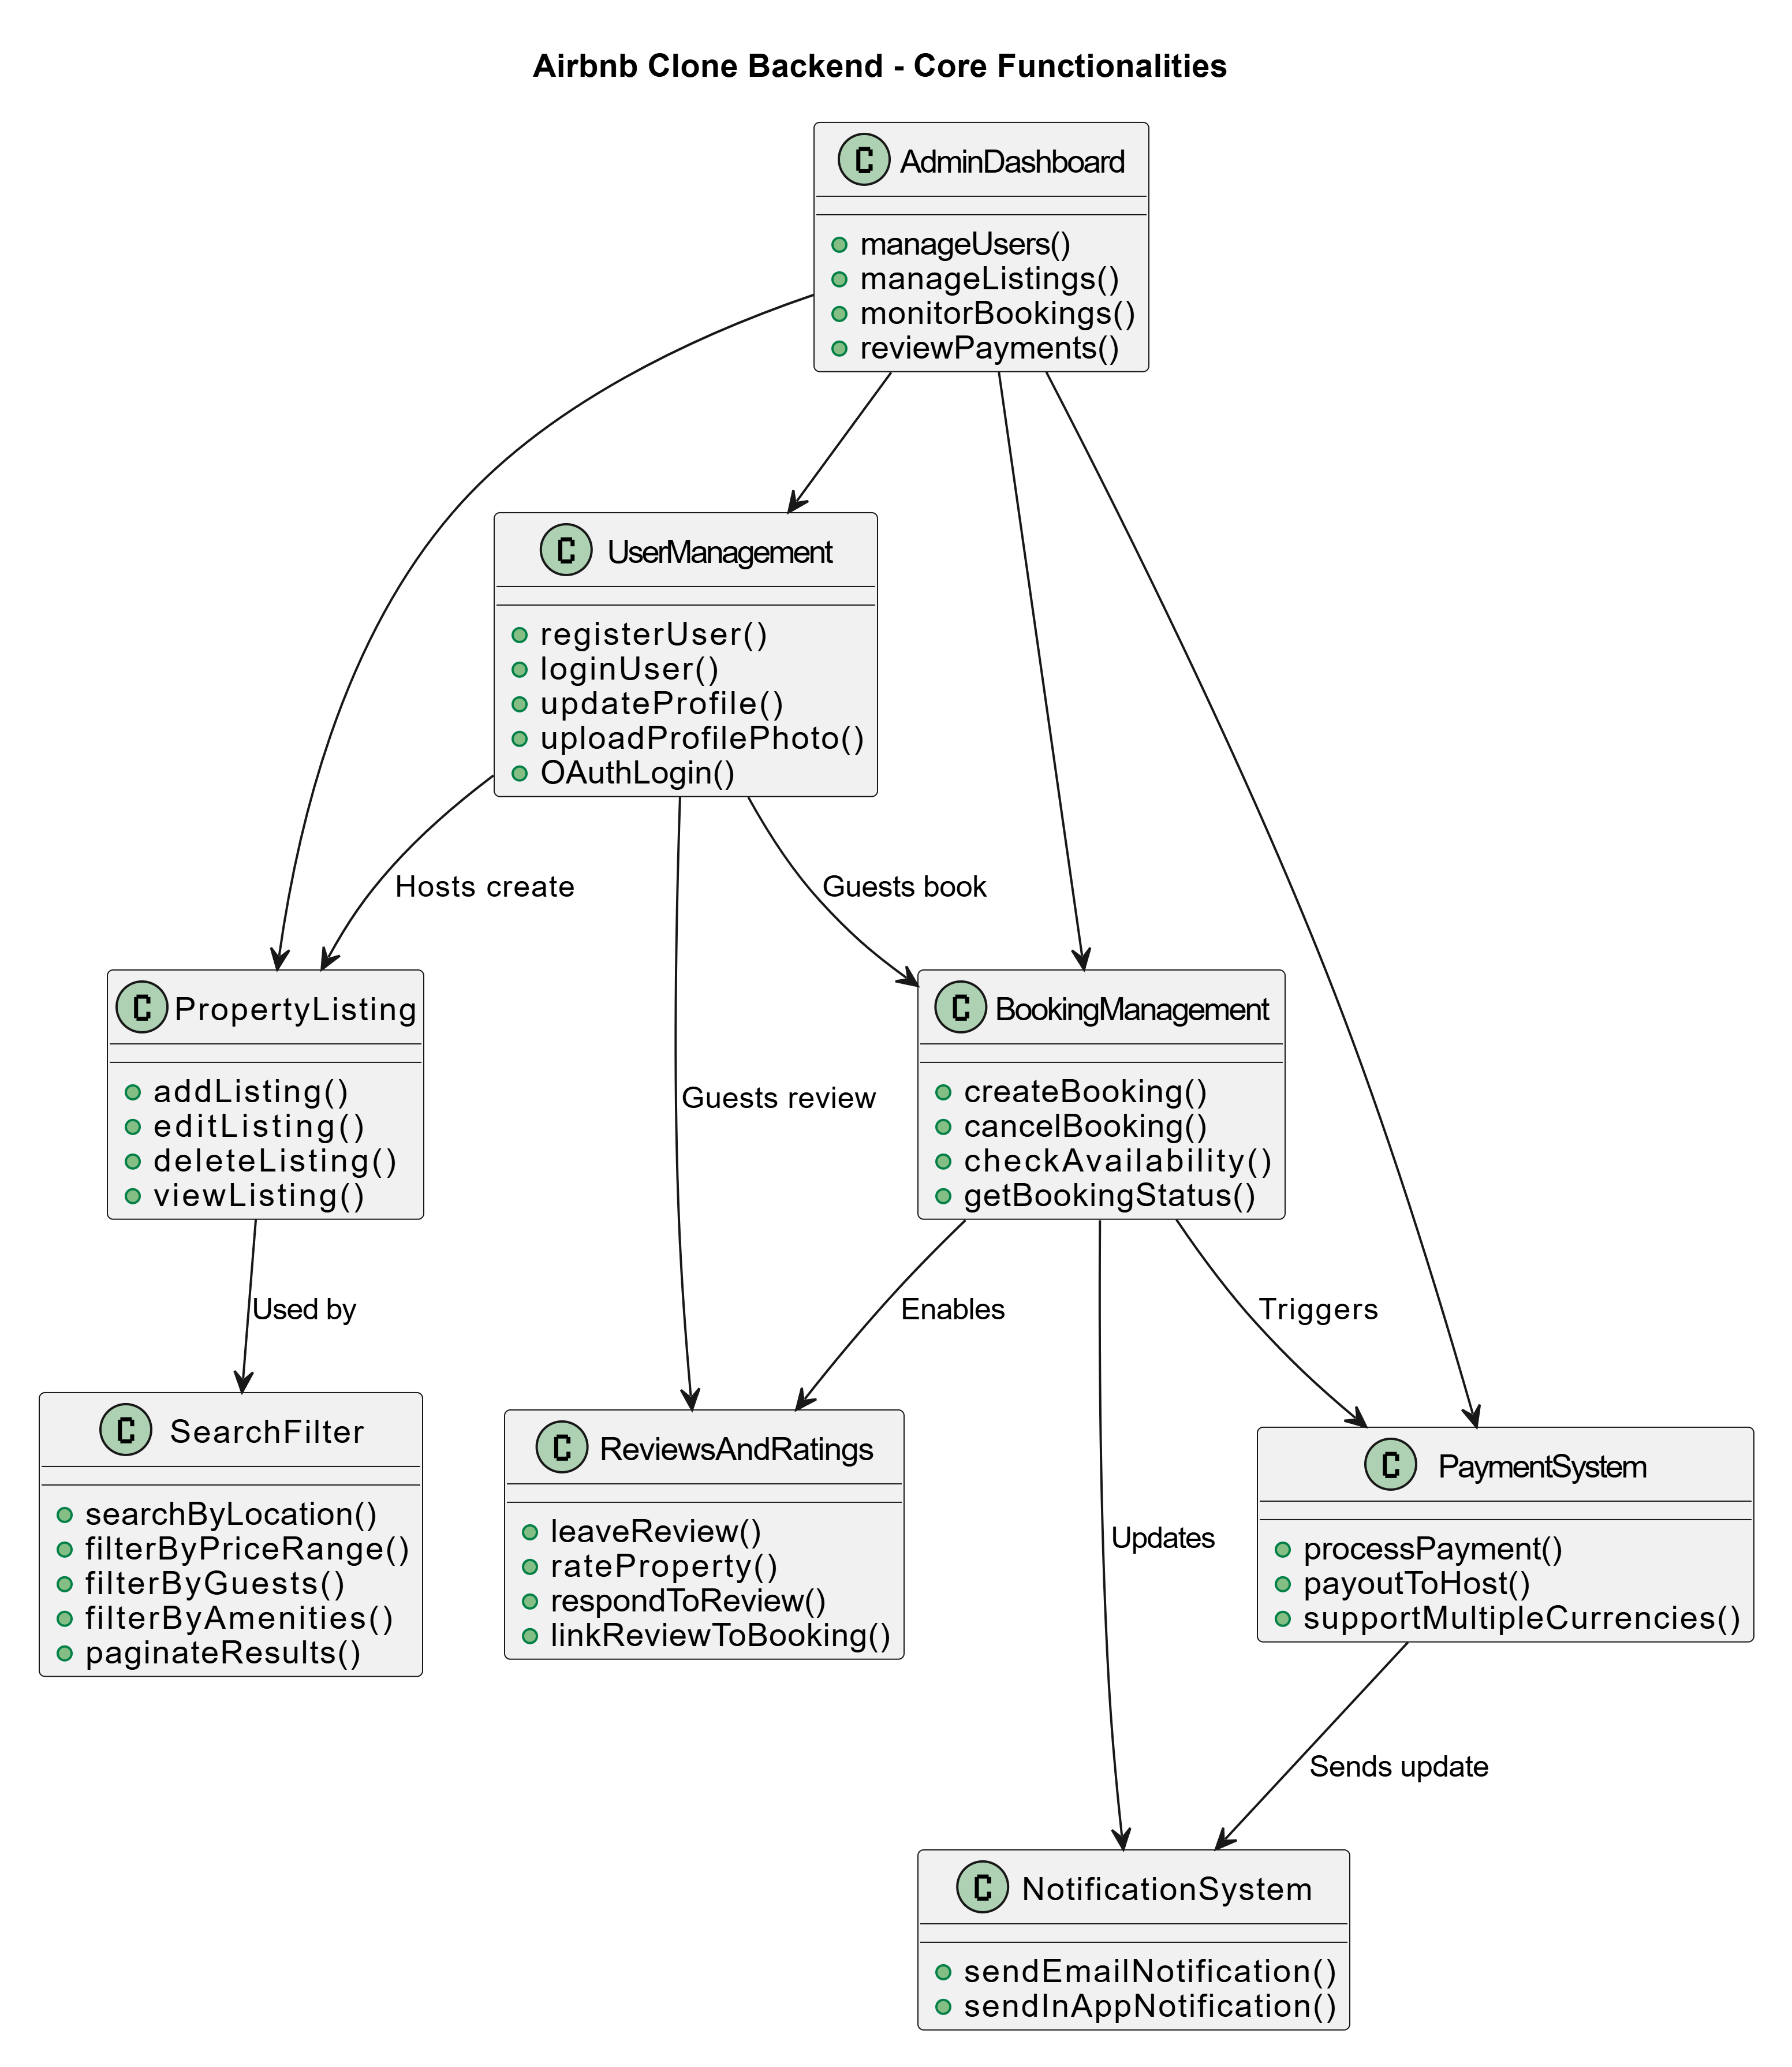 Airbnb Clone Backend - Core Functionalities
C AdminDashboard
manageUsers()
manageListings()
monitorBookings()
reviewPayments()
C UserManagement
registerUser()
loginUser()
updateProfile()
uploadProfilePhoto()
OAuthLogin()
Hosts create
Guests book
C PropertyListing
addListing()
editListing()
deleteListing()
viewListing()
Guests review
C BookingManagement
createBooking()
cancelBooking()
checkAvailability()
getBookingStatus()
Used by
Enables
Triggers
C SearchFilter
searchByLocation()
filterByPriceRange()
filterByGuests()
filterByAmenities()
paginateResults()
C ReviewsAndRatings
leaveReview()
rateProperty()
respondToReview()
linkReviewToBooking()
Updates
C PaymentSystem
processPayment()
payoutToHost()
supportMultipleCurrencies()
Sends update
C NotificationSystem
sendEmailNotification()
sendInAppNotification()